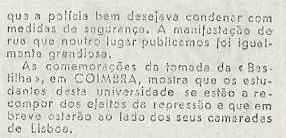 que a polícia bem desejava condenar com
medidas de segurança. A manifestação de
rua que noutro lugar publicamos foi igual-
mente grandiosa.
As comemorações da tomada da «Bas-
tilha», em COIMBRA, mostra que os estu-
dantes desta universidade se estão a re-
compor dos efeitos da repressão e que em
breve estarão ao lado dos seus camaradas
de Lisboa.